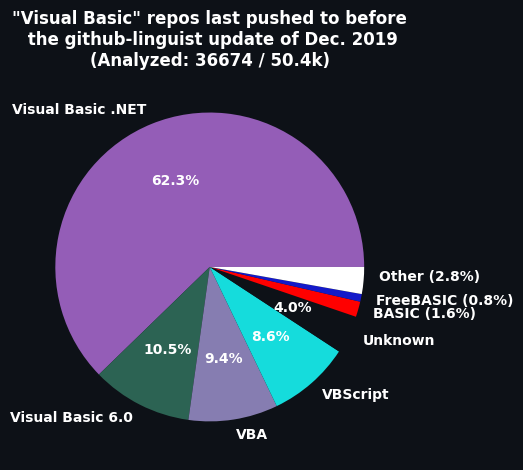 "Visual Basic" repos last pushed to before
the github-linguist update of Dec. 2019
(Analyzed: 36674 / 50.4k)
Visual Basic .NET
62.3%
Other (2.8%)
FreeBASIC (0.8%)
BASIC (1.6%)
4.0%
Unknown
8.6%
VBScript
9.4%
VBA
10.5%
Visual Basic 6.0